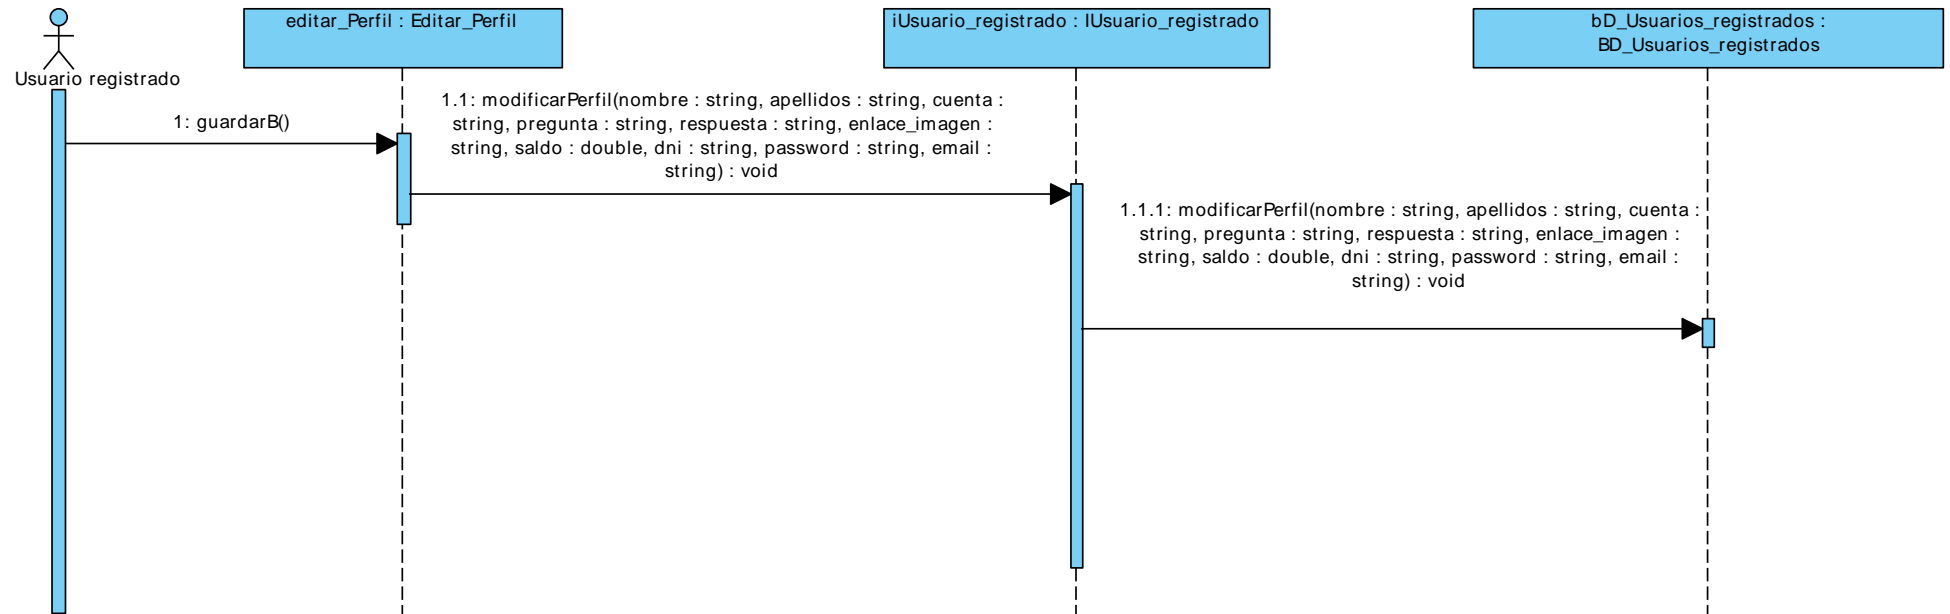 editar_Perfil : Editar_Perfil
iUsuario_registrado : IUsuario_registrado
bD_Usuarios_registrados :
BD_Usuarios_registrados
Usuario registrado
1: guardarB()
1.1: modificarPerfil(nombre : string, apellidos : string, cuenta :
string, pregunta : string, respuesta : string, enlace_imagen :
string, saldo : double, dni : string, password : string, email :
string) : void
1.1.1: modificarPerfil(nombre : string, apellidos : string, cuenta :
string, pregunta : string, respuesta : string, enlace_imagen :
string, saldo : double, dni : string, password : string, email :
string) : void